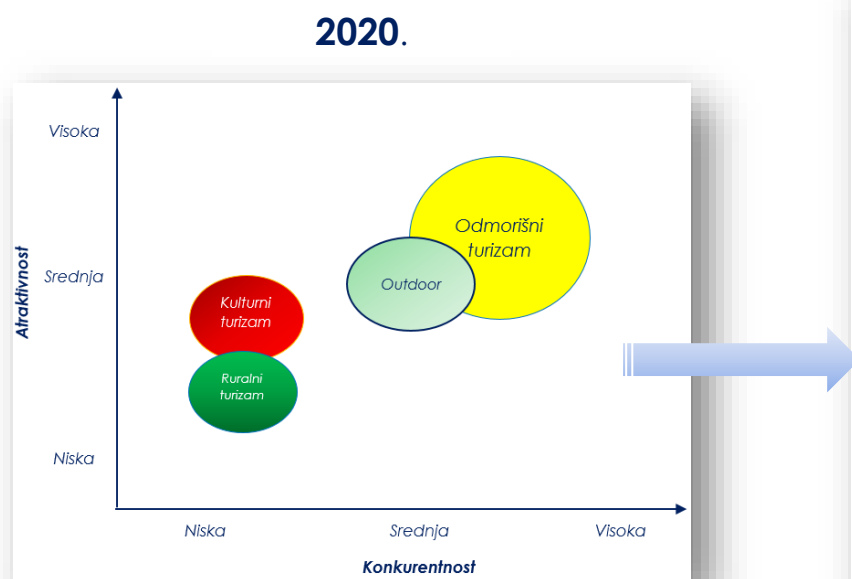 2020.
Visoka
Odmorišni
turizam
Srednja
Outdoor
Kulturni
turizam
Atraktivnost
Ruralni
turizam
Niska
Niska
Srednja
Visoka
Konkurentnost